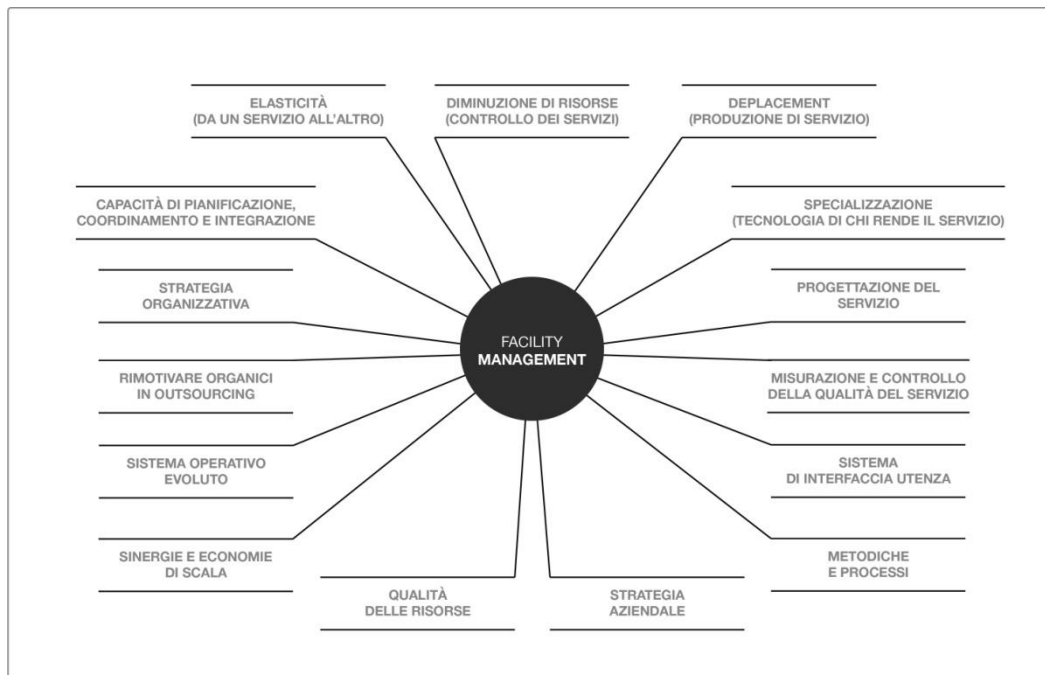 ELASTICITÀ
(DA UN SERVIZIO ALL'ALTRO)
DIMINUZIONE DI RISORSE
(CONTROLLO DEI SERVIZI)
DEPLACEMENT
(PRODUZIONE DI SERVIZIO)
CAPACITÀ DI PIANIFICAZIONE,
COORDINAMENTO E INTEGRAZIONE
SPECIALIZZAZIONE
(TECNOLOGIA DI CHI RENDE IL SERVIZIO)
STRATEGIA
ORGANIZZATIVA
PROGETTAZIONE DEL
SERVIZIO
FACILITY
MANAGEMENT
RIMOTIVARE ORGANICI
IN OUTSOURCING
MISURAZIONE E CONTROLLO
DELLA QUALITÀ DEL SERVIZIO
SISTEMA OPERATIVO
EVOLUTO
SISTEMA
DI INTERFACCIA UTENZA
SINERGIE E ECONOMIE
DI SCALA
METODICHE
E PROCESSI
QUALITÀ
DELLE RISORSE
STRATEGIA
AZIENDALE